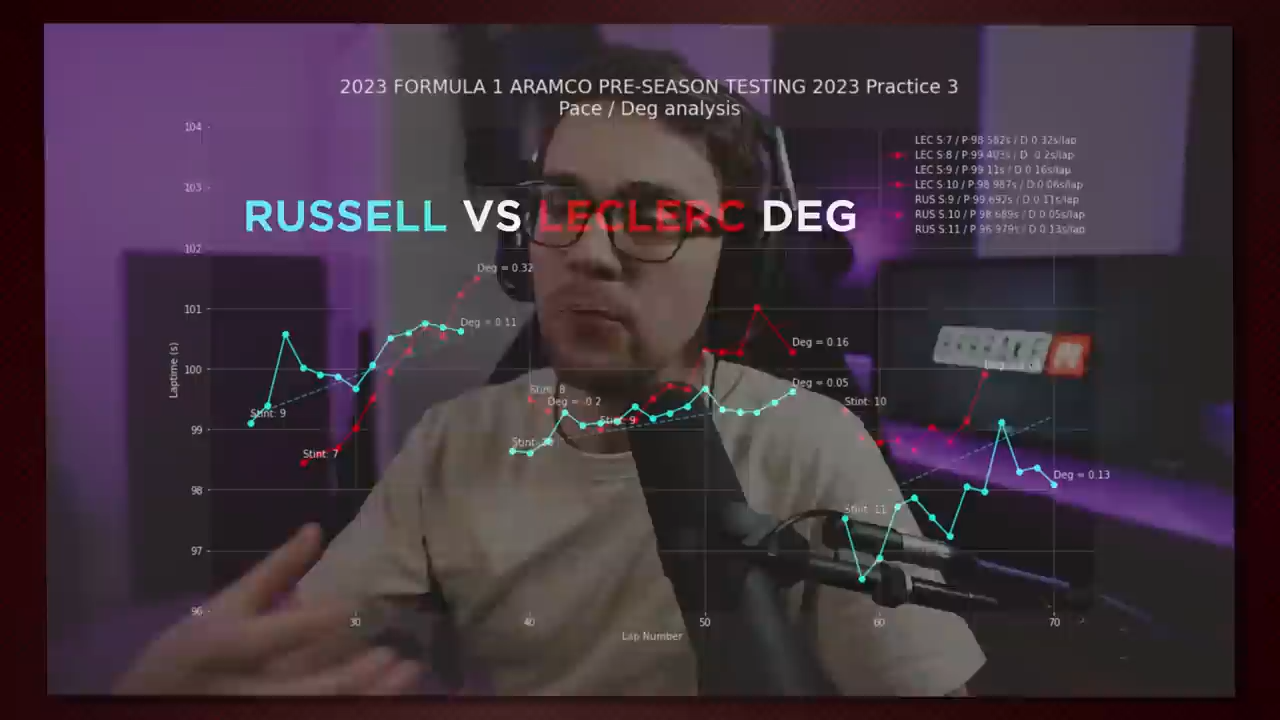 2023 FORMULA 1 ARAMCO PRE-SEASON TESTING 2023 Practice 3
Pace / Deg analysis
LEC S:7 / P:98 582s / D 0.32s/lap
LEC S:8 / P:99 403s / D -0.2s/lap
LEC S:9 / P:99 11s / D 0.16s/lap
LEC S:10 / P:98 987s / D:0.06s/lap
RUS S:9 / P:99.692s / D 0.11s/lap
RUS S:10 / P 98 689s / D:0.05s/lap
RUS S:11 / P 96 979s / D 0.13s/lap
RUSSELL VS LECLERC DEG
104
103
102
101
100
99
98
97
96
Laptime (s)
Deg = 0.32
Deg = 0.11
Stint: 9
Stint: 7
Stint: 8
Deg = -0.2
Stint: 9
Deg = 0.16
Deg = 0.05
Stint: 10
Stint: 11
Deg = 0.13
30
40
50
60
70
Lap Number